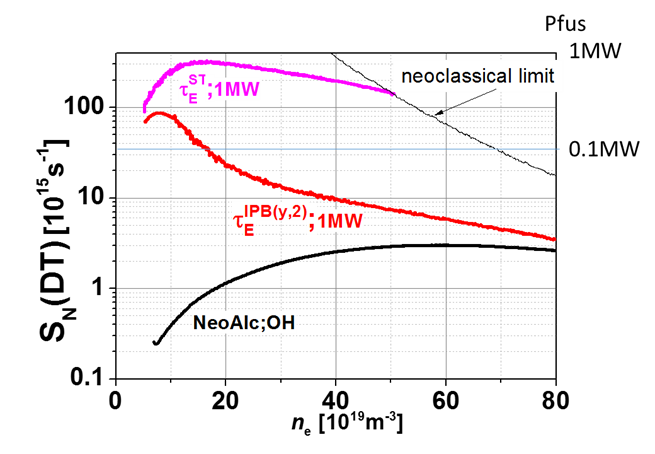 Pfus
1MW
neoclassical limit
τ_E^ST;1MW
100
0.1MW
10
τ_E^IPB(y,2);1MW
1
NeoAlc;OH
0.1
S_N(DT) [10^15 s^-1]
0 20 40 60 80
n_e [10^19 m^-3]